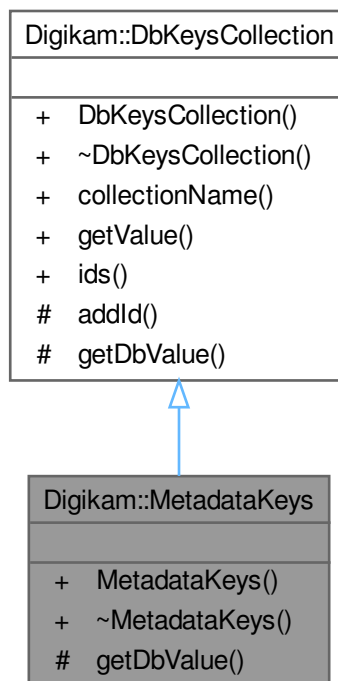 Digikam::DbKeysCollection
+ DbKeysCollection()
+ ~DbKeysCollection()
+ collectionName()
+ getValue()
+ ids()
# addId()
# getDbValue()
Digikam::MetadataKeys
+ MetadataKeys()
+ ~MetadataKeys()
# getDbValue()